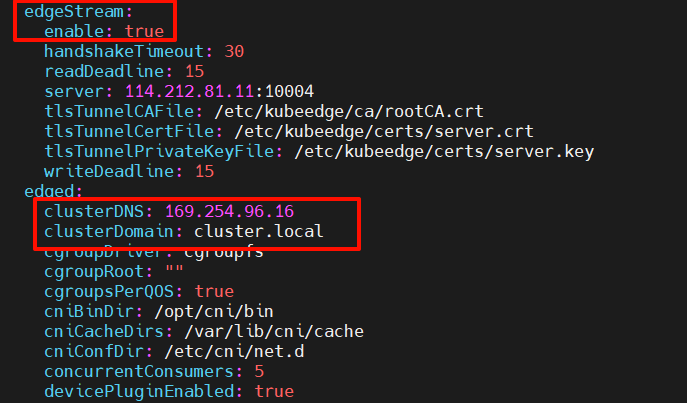 edgeStream:
enable: true
handshakeTimeout: 30
readDeadline: 15
server: 114.212.81.11:10004
tlsTunnelCAFile: /etc/kubeedge/ca/rootCA.crt
tlsTunnelCertFile: /etc/kubeedge/certs/server.crt
tlsTunnelPrivateKeyFile: /etc/kubeedge/certs/server.key
writeDeadline: 15
edged:
clusterDNS: 169.254.96.16
clusterDomain: cluster.local
cgroupDriver: cgroupfs
cgroupRoot: ""
cgroupsPerQOS: true
cniBinDir: /opt/cni/bin
cniCacheDirs: /var/lib/cni/cache
cniConfDir: /etc/cni/net.d
concurrentConsumers: 5
devicePluginEnabled: true